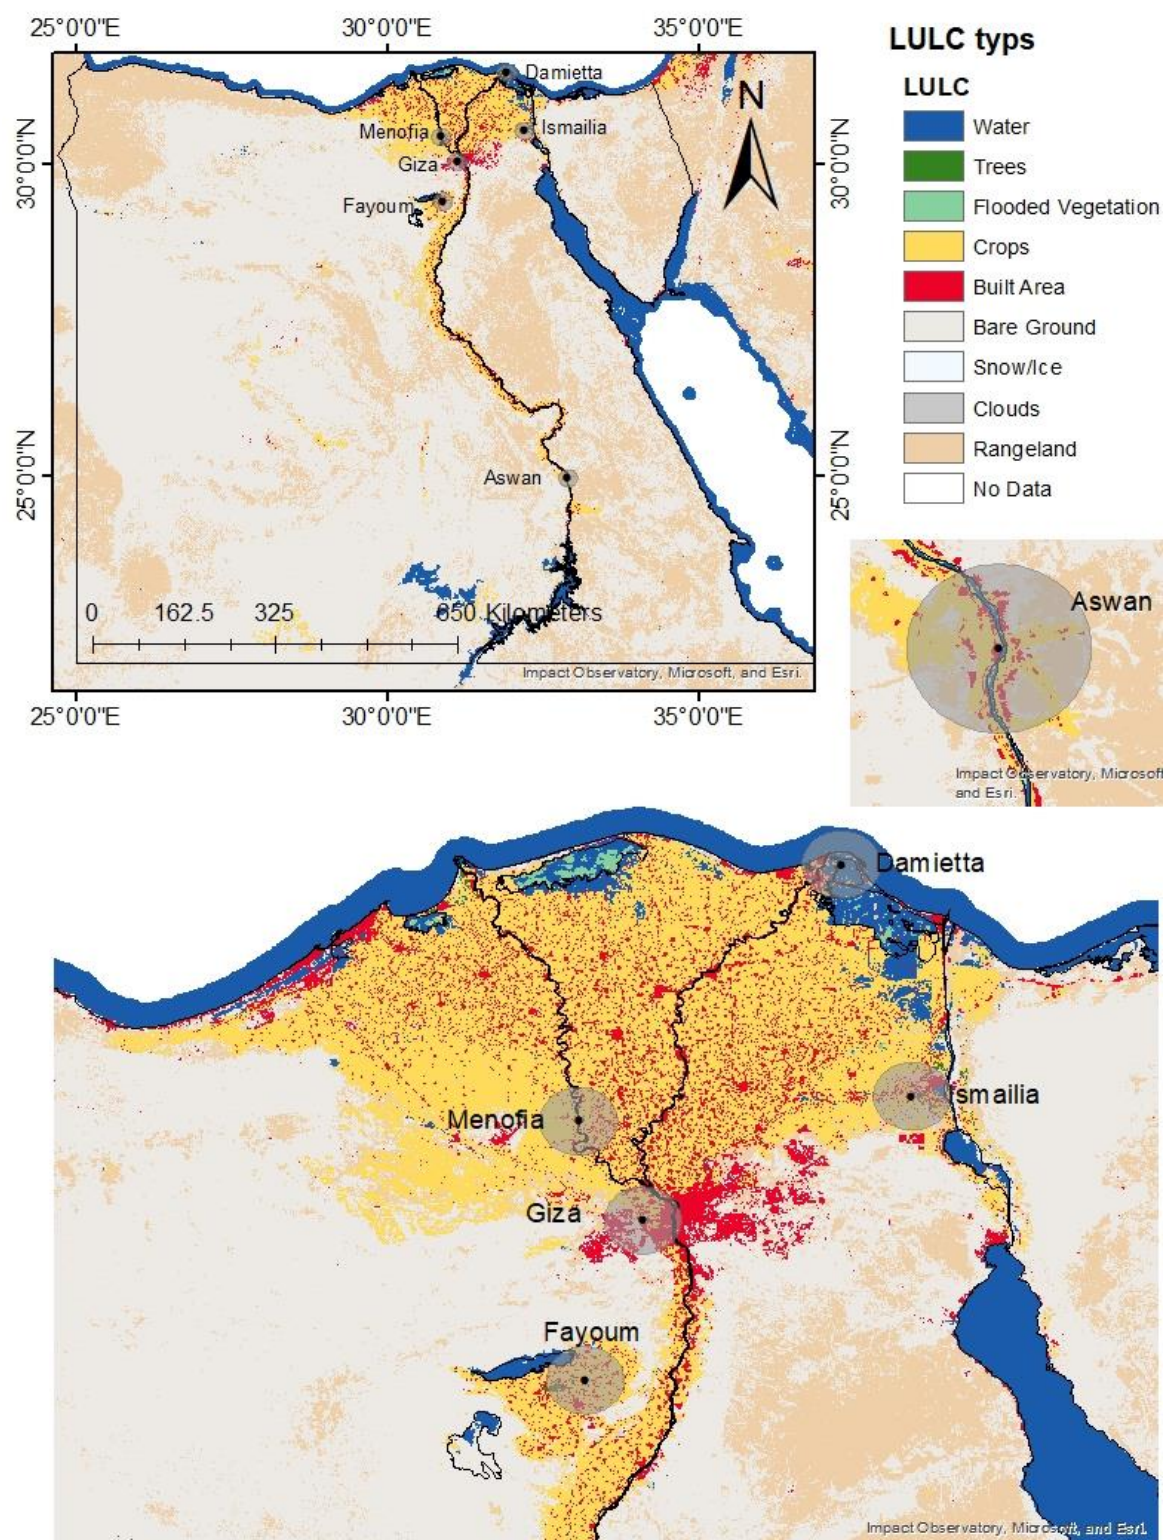 25°0'0"E 30°0'0"E 35°0'0"E
LULC typs
LULC
Water
Trees
Flooded Vegetation
Crops
Built Area
Bare Ground
Snow/Ice
Clouds
Rangeland
No Data
N
Damietta
Menofia
Ismailia
Giza
Fayoum
Aswan
30°0'0"N
30°0'0"N
25°0'0"N
25°0'0"N
0 162.5 325 650 Kilometers
Impact Observatory, Microsoft, and Esri.
25°0'0"E 30°0'0"E 35°0'0"E
Aswan
Impact Observatory, Microsoft
and Esri.
Damietta
Ismailia
Menofia
Giza
Fayoum
Impact Observatory, Microsoft, and Esri.